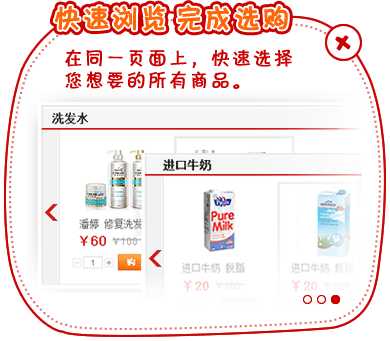 快速浏览 完成选购
在同一页面上，快速选择
您想要的所有商品。
洗发水
潘婷 修复洗发
￥60 ￥100
- 1 + 购
进口牛奶
Pure
Milk
进口牛奶 脱脂
￥20
进口牛奶
￥20